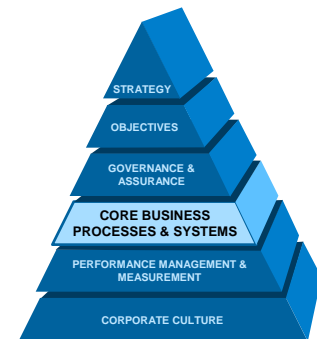 STRATEGY
OBJECTIVES
GOVERNANCE &
ASSURANCE
CORE BUSINESS
PROCESSES & SYSTEMS
PERFORMANCE MANAGEMENT &
MEASUREMENT
CORPORATE CULTURE